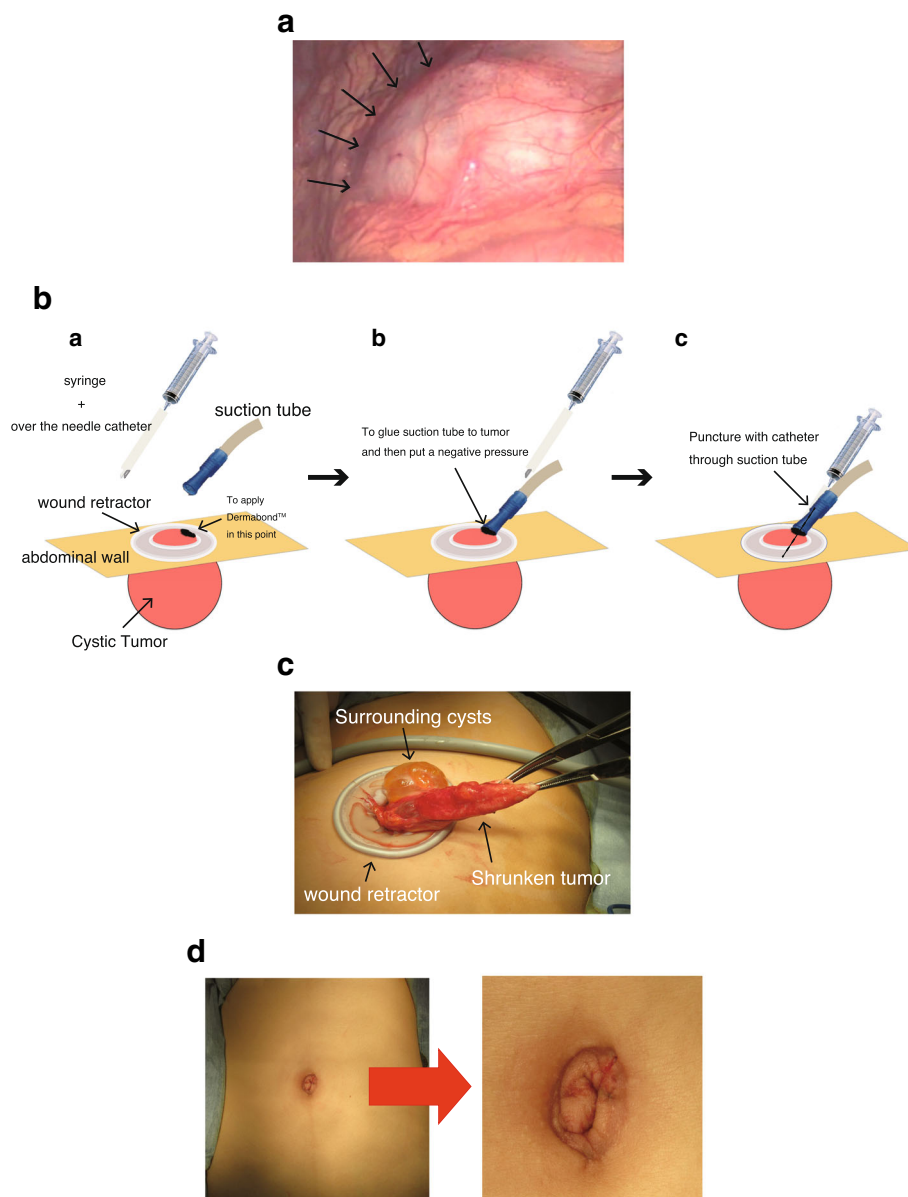 a
b
a
b
c
syringe
+
over the needle catheter
suction tube
wound retractor
To apply
Dermabond™
in this point
abdominal wall
Cystic Tumor
To glue suction tube to tumor
and then put a negative pressure
Puncture with catheter
through suction tube
c
Surrounding cysts
Shrunken tumor
wound retractor
d